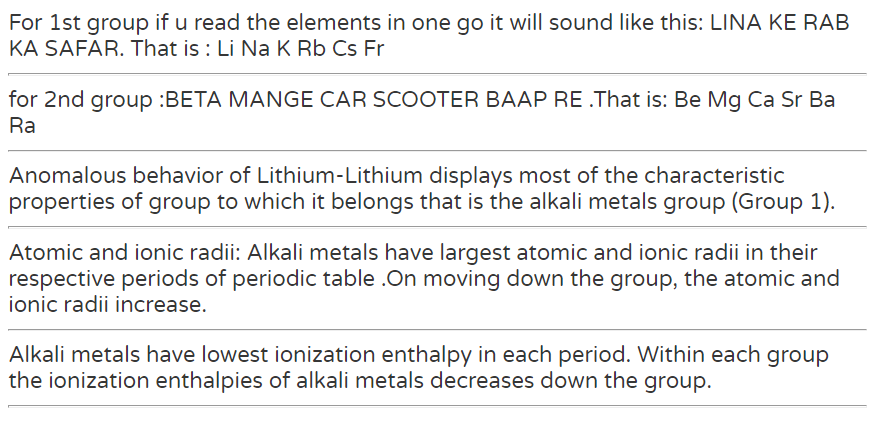 For 1st group if u read the elements in one go it will sound like this: LINA KE RAB
KA SAFAR. That is : Li Na K Rb Cs Fr
for 2nd group :BETA MANGE CAR SCOOTER BAAP RE .That is: Be Mg Ca Sr Ba
Ra
Anomalous behavior of Lithium-Lithium displays most of the characteristic
properties of group to which it belongs that is the alkali metals group (Group 1).
Atomic and ionic radii: Alkali metals have largest atomic and ionic radii in their
respective periods of periodic table .On moving down the group, the atomic and
ionic radii increase.
Alkali metals have lowest ionization enthalpy in each period. Within each group
the ionization enthalpies of alkali metals decreases down the group.